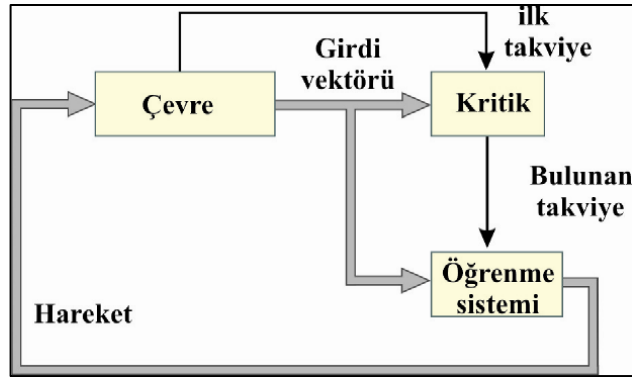 ilk
takviye
Girdi
vektörü
Çevre
Kritik
Bulunan
takviye
Öğrenme
sistemi
Hareket